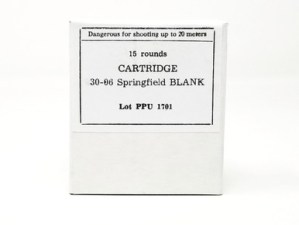 Dangerous for shooting up to 20 meters
15 rounds
CARTRIDGE
30-06 Springfield BLANK
Lot PPU 1701